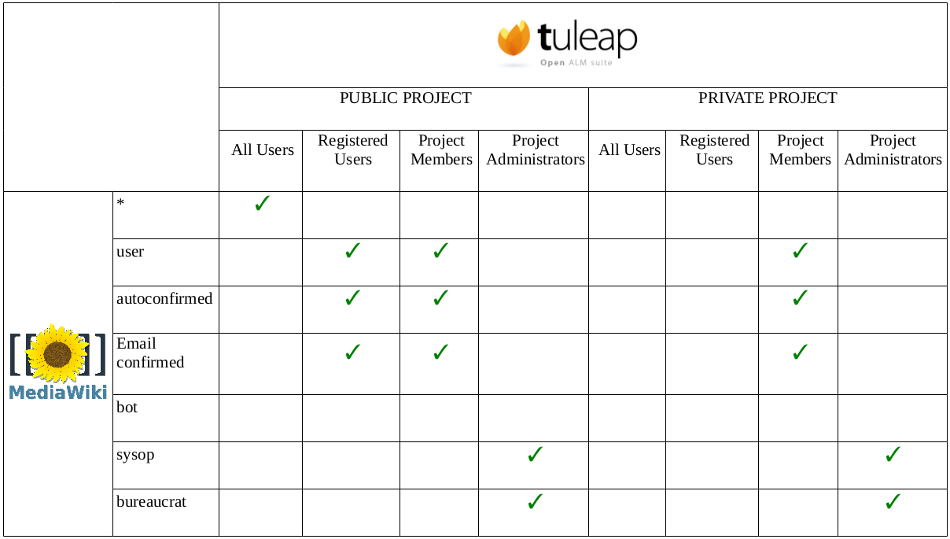 tuleap
Open ALM suite
PUBLIC PROJECT
PRIVATE PROJECT
All Users
Registered
Users
Project
Members
Project
Administrators
All Users
Registered
Users
Project
Members
Project
Administrators
*
✓
user
✓ ✓ ✓
autoconfirmed
✓ ✓ ✓
Email
confirmed
✓ ✓ ✓
[[ ]]
MediaWiki
bot
sysop
✓ ✓
bureaucrat
✓ ✓